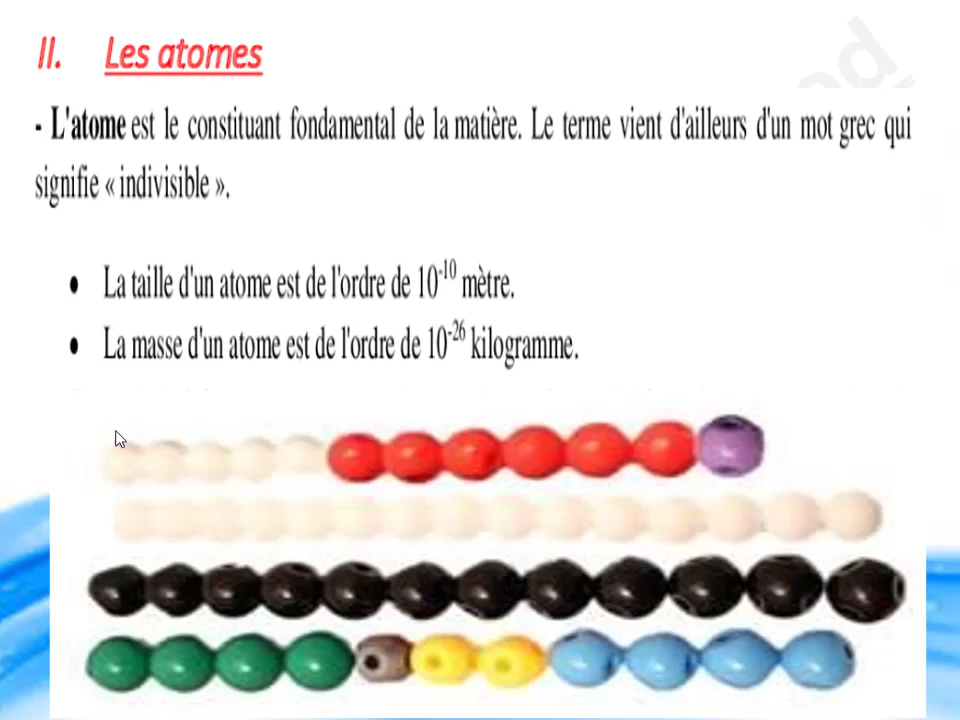 II. Les atomes
- L'atome est le constituant fondamental de la matière. Le terme vient d'ailleurs d'un mot grec qui
signifie « indivisible ».
• La taille d'un atome est de l'ordre de 10⁻¹⁰ mètre.
• La masse d'un atome est de l'ordre de 10⁻²⁶ kilogramme.